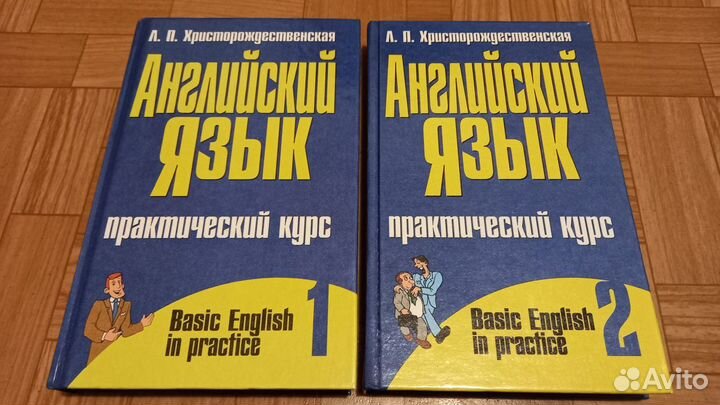 Л. П. Христорождественская
Английский
язык
практический курс
Basic English
in practice
1
Л. П. Христорождественская
Английский
язык
практический курс
Basic English
in practice
2
Avito